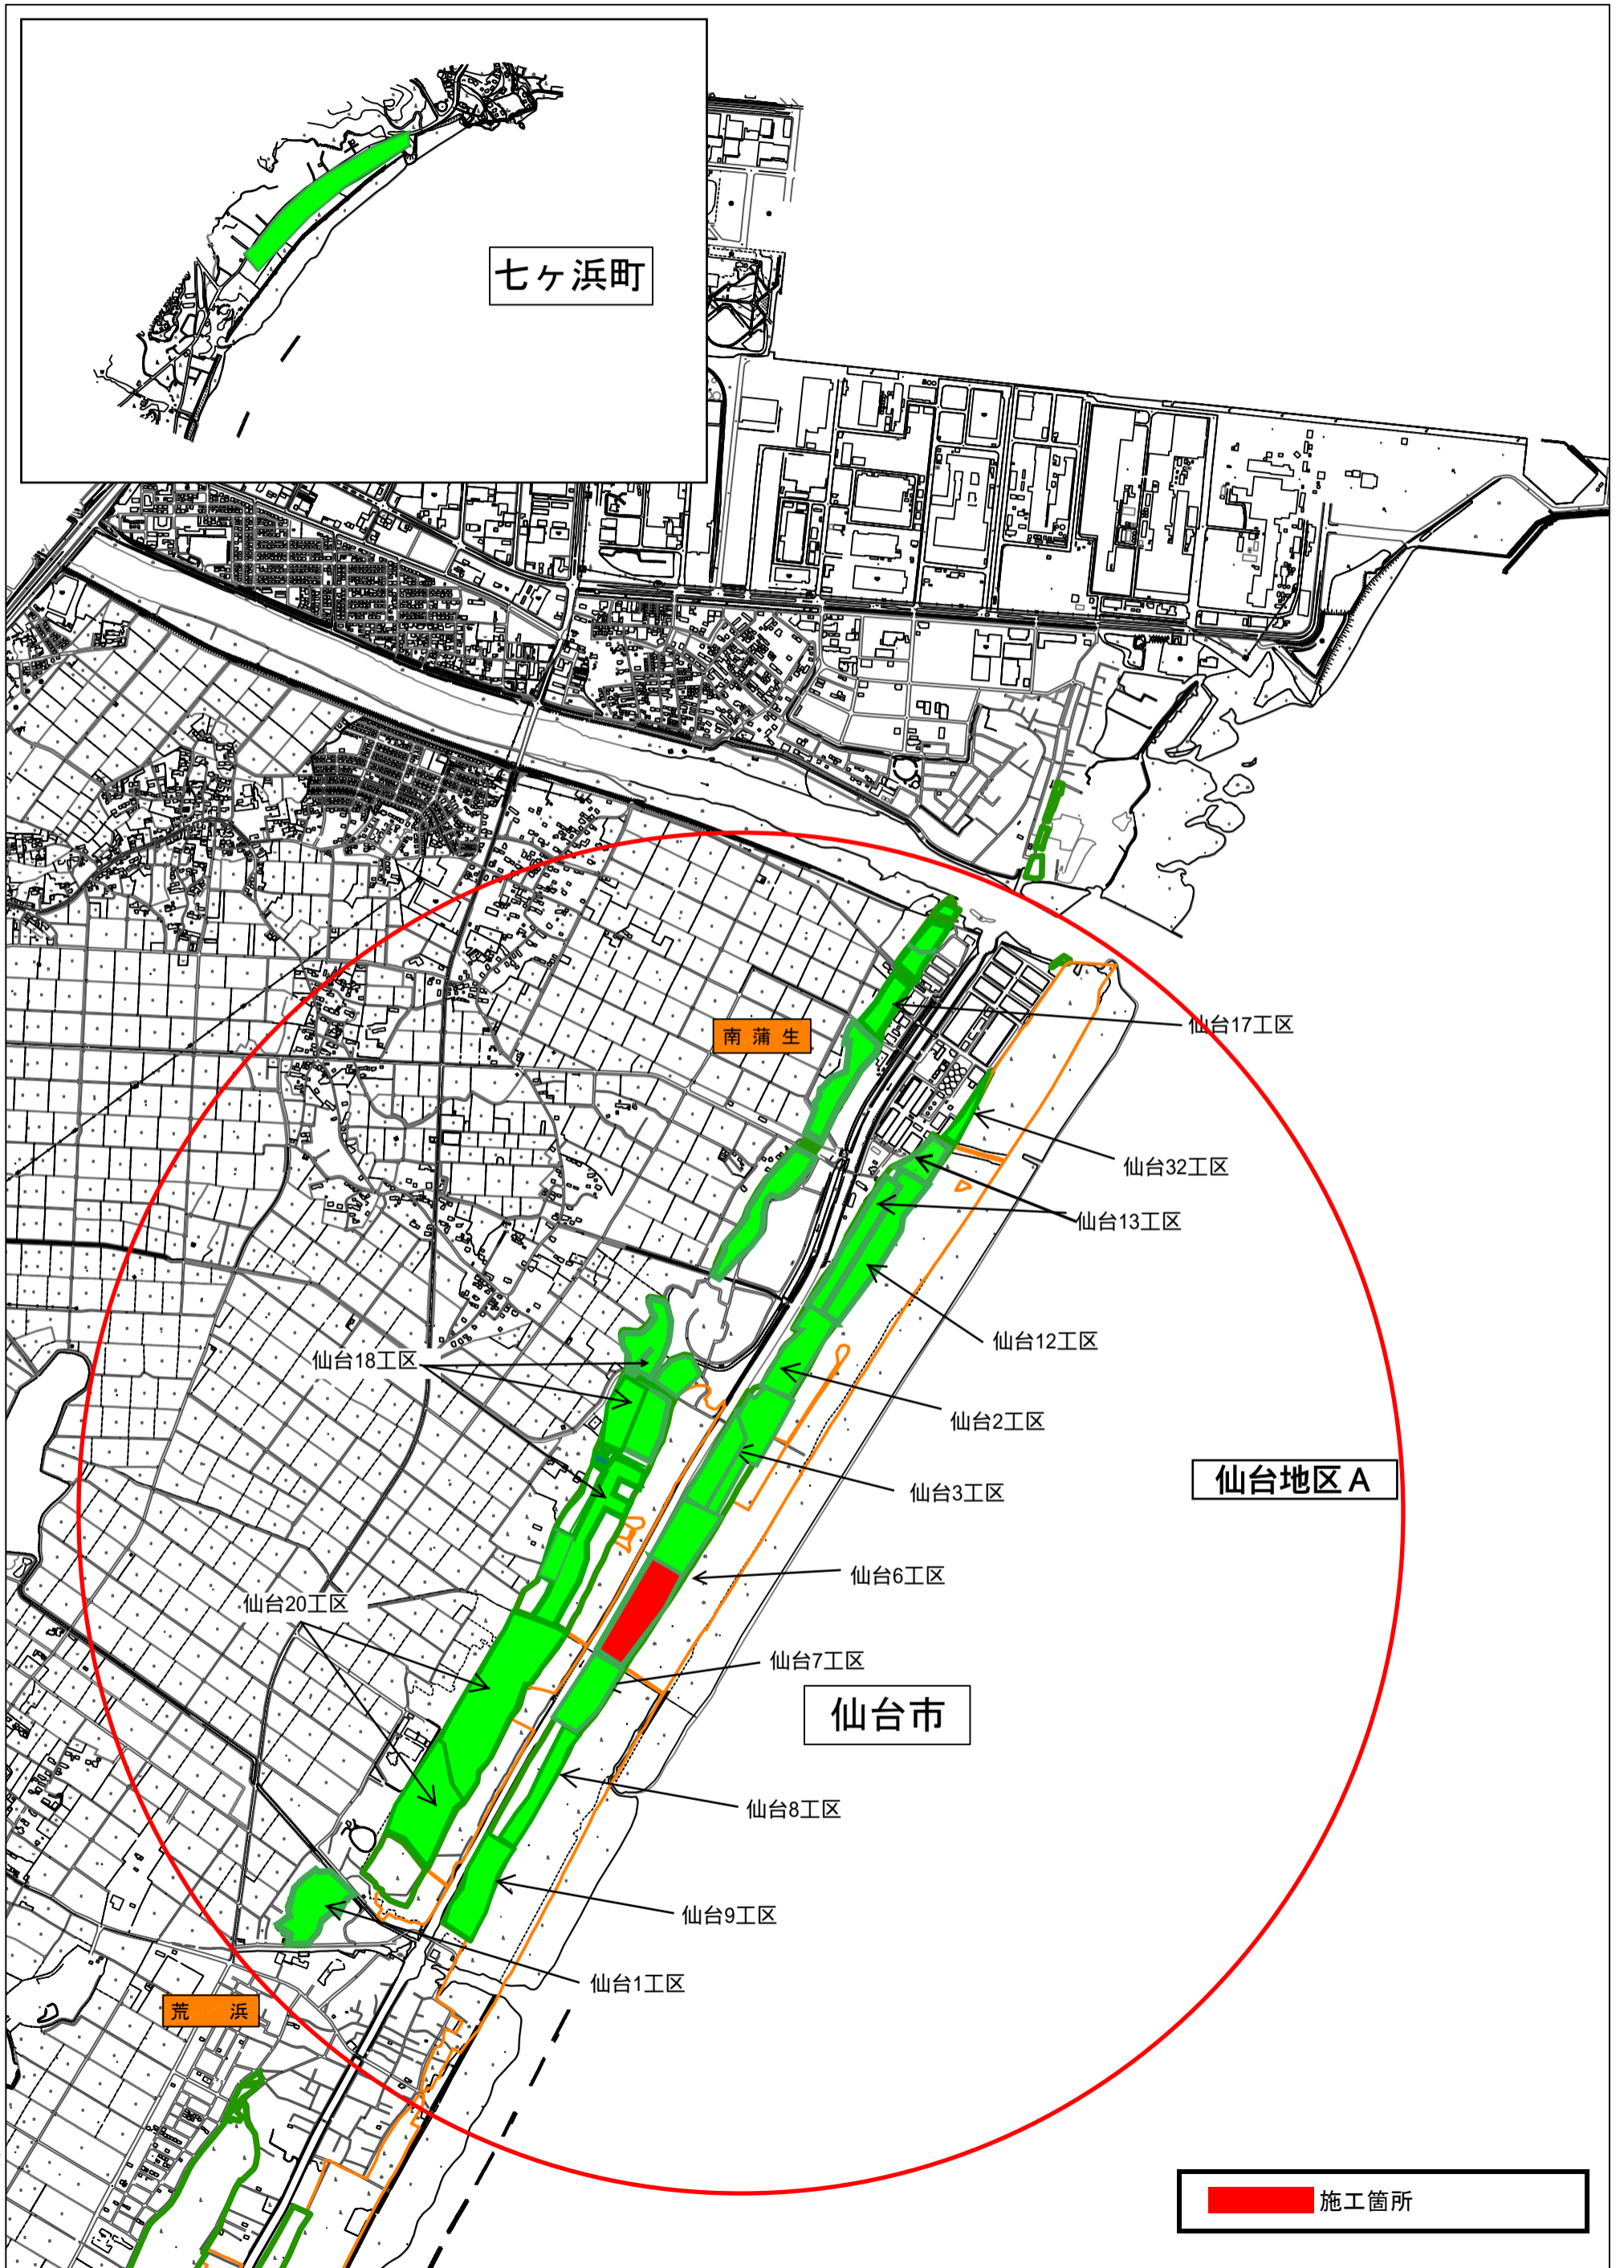 七ヶ浜町
南蒲生
仙台17工区
仙台32工区
仙台13工区
仙台12工区
仙台18工区
仙台2工区
仙台地区A
仙台3工区
仙台6工区
仙台20工区
仙台7工区
仙台市
仙台8工区
仙台9工区
仙台1工区
荒 浜
施工箇所